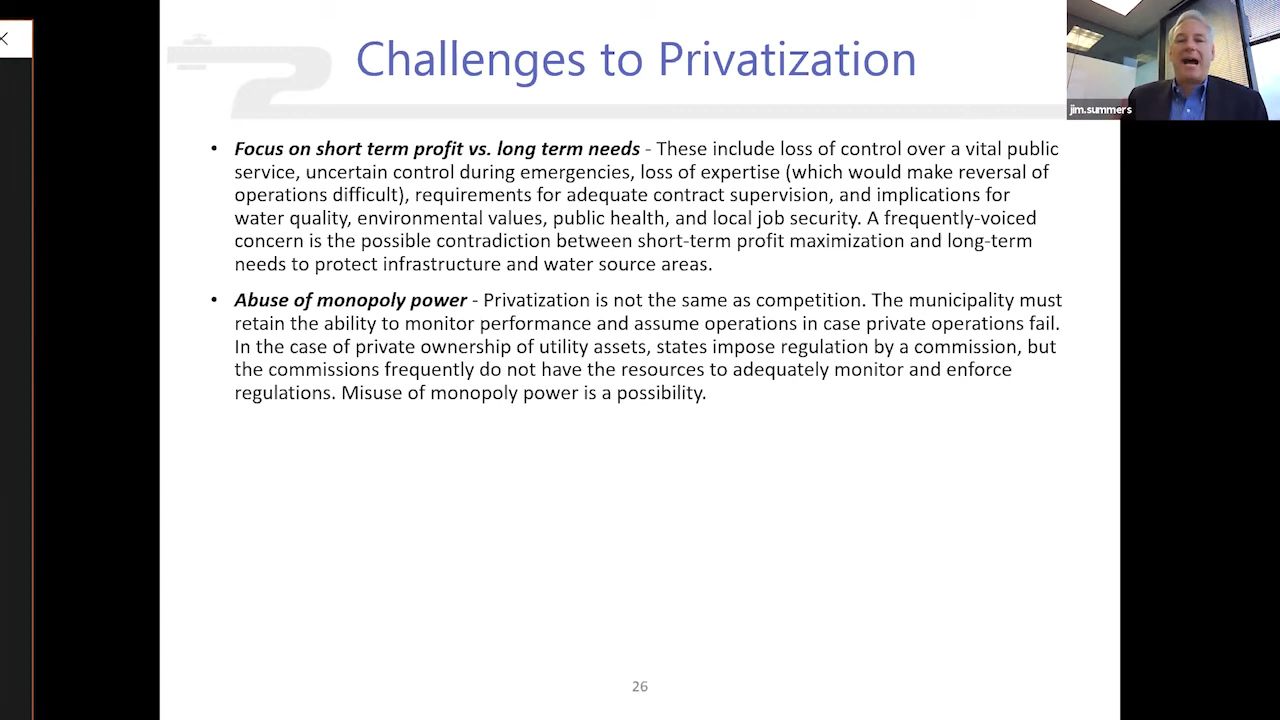 Challenges to Privatization
jim.summers
• Focus on short term profit vs. long term needs - These include loss of control over a vital public
service, uncertain control during emergencies, loss of expertise (which would make reversal of
operations difficult), requirements for adequate contract supervision, and implications for
water quality, environmental values, public health, and local job security. A frequently-voiced
concern is the possible contradiction between short-term profit maximization and long-term
needs to protect infrastructure and water source areas.
• Abuse of monopoly power - Privatization is not the same as competition. The municipality must
retain the ability to monitor performance and assume operations in case private operations fail.
In the case of private ownership of utility assets, states impose regulation by a commission, but
the commissions frequently do not have the resources to adequately monitor and enforce
regulations. Misuse of monopoly power is a possibility.
26